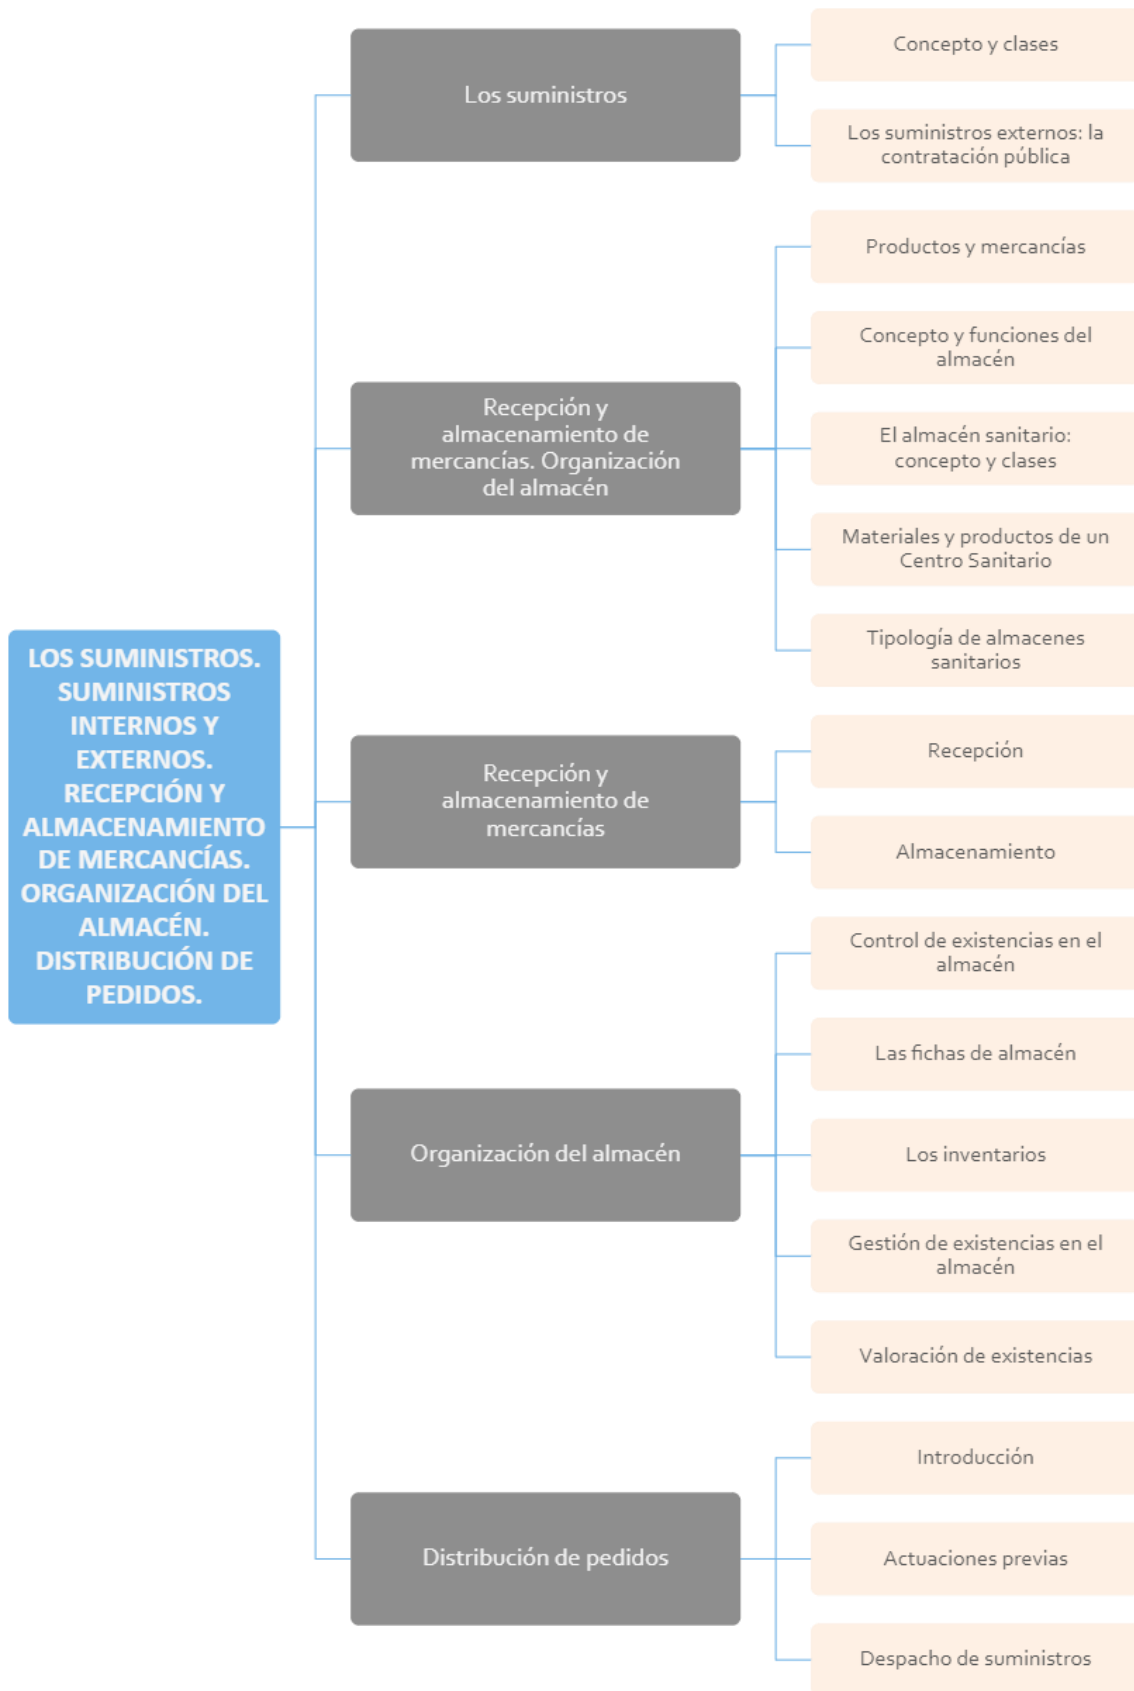 LOS SUMINISTROS.
SUMINISTROS
INTERNOS Y
EXTERNOS.
RECEPCIÓN Y
ALMACENAMIENTO
DE MERCANCÍAS.
ORGANIZACIÓN DEL
ALMACÉN.
DISTRIBUCIÓN DE
PEDIDOS.
Los suministros
Concepto y clases
Los suministros externos: la
contratación pública
Recepción y
almacenamiento de
mercancías. Organización
del almacén
Productos y mercancías
Concepto y funciones del
almacén
El almacén sanitario:
concepto y clases
Materiales y productos de un
Centro Sanitario
Tipología de almacenes
sanitarios
Recepción y
almacenamiento de
mercancías
Recepción
Almacenamiento
Organización del almacén
Control de existencias en el
almacén
Las fichas de almacén
Los inventarios
Gestión de existencias en el
almacén
Valoración de existencias
Distribución de pedidos
Introducción
Actuaciones previas
Despacho de suministros